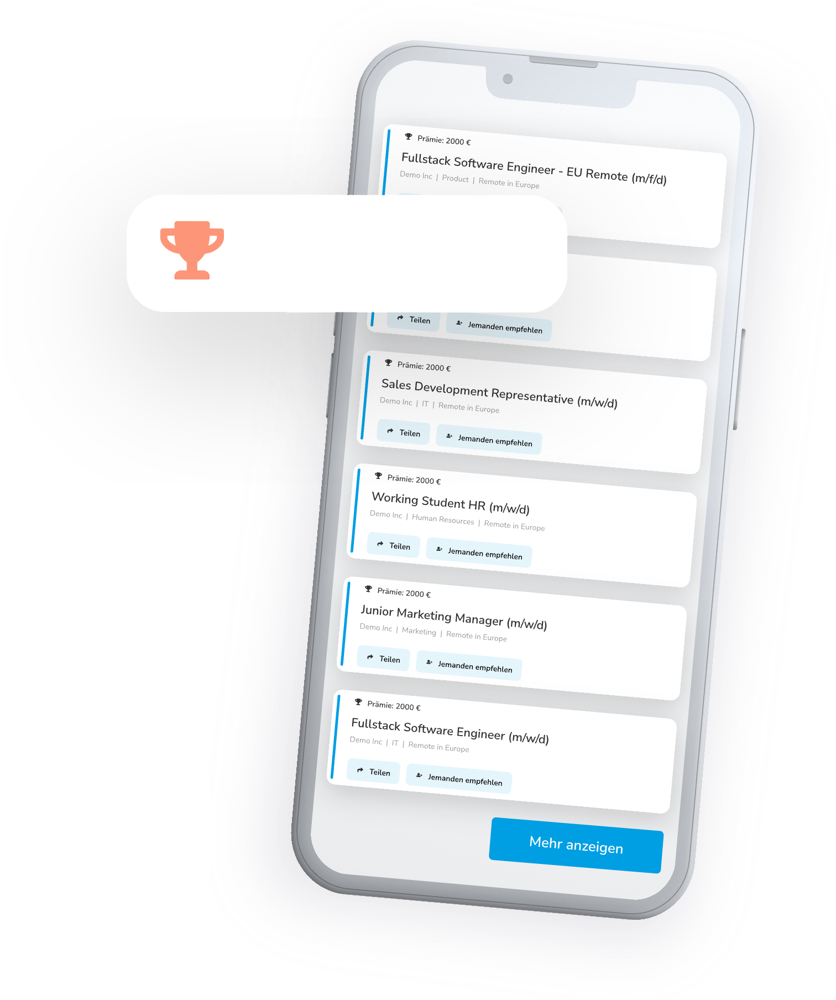 Prämie: 2000 €
Fullstack Software Engineer - EU Remote (m/f/d)
Demo Inc | Product | Remote in Europe
Teilen Jemanden empfehlen
Prämie: 2000 €
Sales Development Representative (m/w/d)
Demo Inc | IT | Remote in Europe
Teilen Jemanden empfehlen
Prämie: 2000 €
Working Student HR (m/w/d)
Demo Inc | Human Resources | Remote in Europe
Teilen Jemanden empfehlen
Prämie: 2000 €
Junior Marketing Manager (m/w/d)
Demo Inc | Marketing | Remote in Europe
Teilen Jemanden empfehlen
Prämie: 2000 €
Fullstack Software Engineer (m/w/d)
Demo Inc | IT | Remote in Europe
Teilen Jemanden empfehlen
Mehr anzeigen